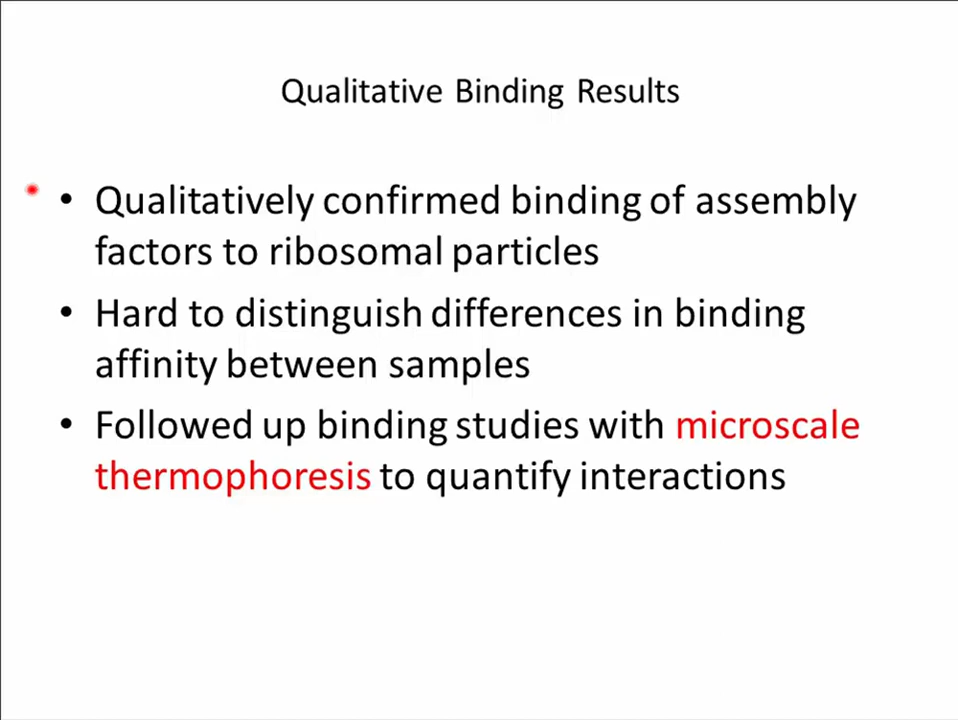 Qualitative Binding Results
• Qualitatively confirmed binding of assembly
factors to ribosomal particles
• Hard to distinguish differences in binding
affinity between samples
• Followed up binding studies with microscale
thermophoresis to quantify interactions